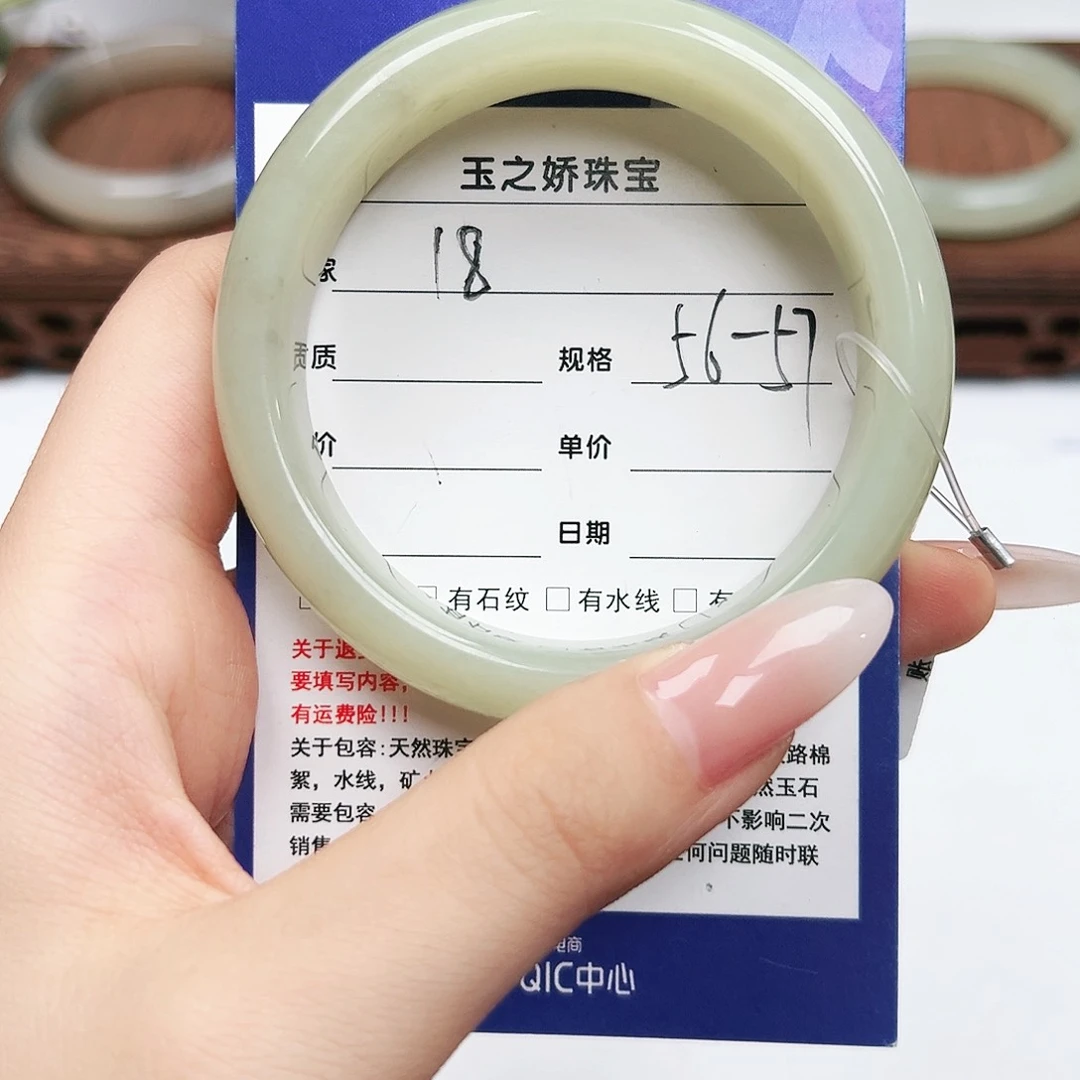 玉之娇珠宝
家 18
质 规格 56-57
价 单价
日期
有石纹 有水线
关于退
要填写内容,
有运费险!!!
关于包容:天然珠宝 路棉
絮，水线，矿 然玉石
需要包容 不影响二次
销售 何问题随时联
电商
QIC中心